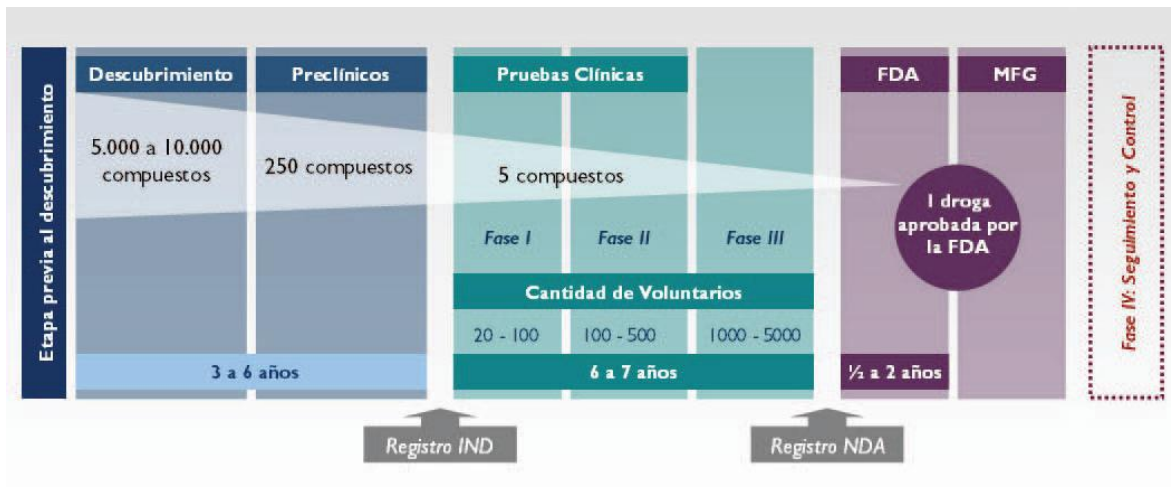 Etapa previa al descubrimiento
Descubrimiento
Preclínicos
Pruebas Clínicas
FDA
MFG
5.000 a 10.000
compuestos
250 compuestos
5 compuestos
1 droga
aprobada por
la FDA
Fase I
Fase II
Fase III
Cantidad de Voluntarios
20 - 100
100 - 500
1000 - 5000
3 a 6 años
6 a 7 años
½ a 2 años
Registro IND
Registro NDA
Fase IV: Seguimiento y Control